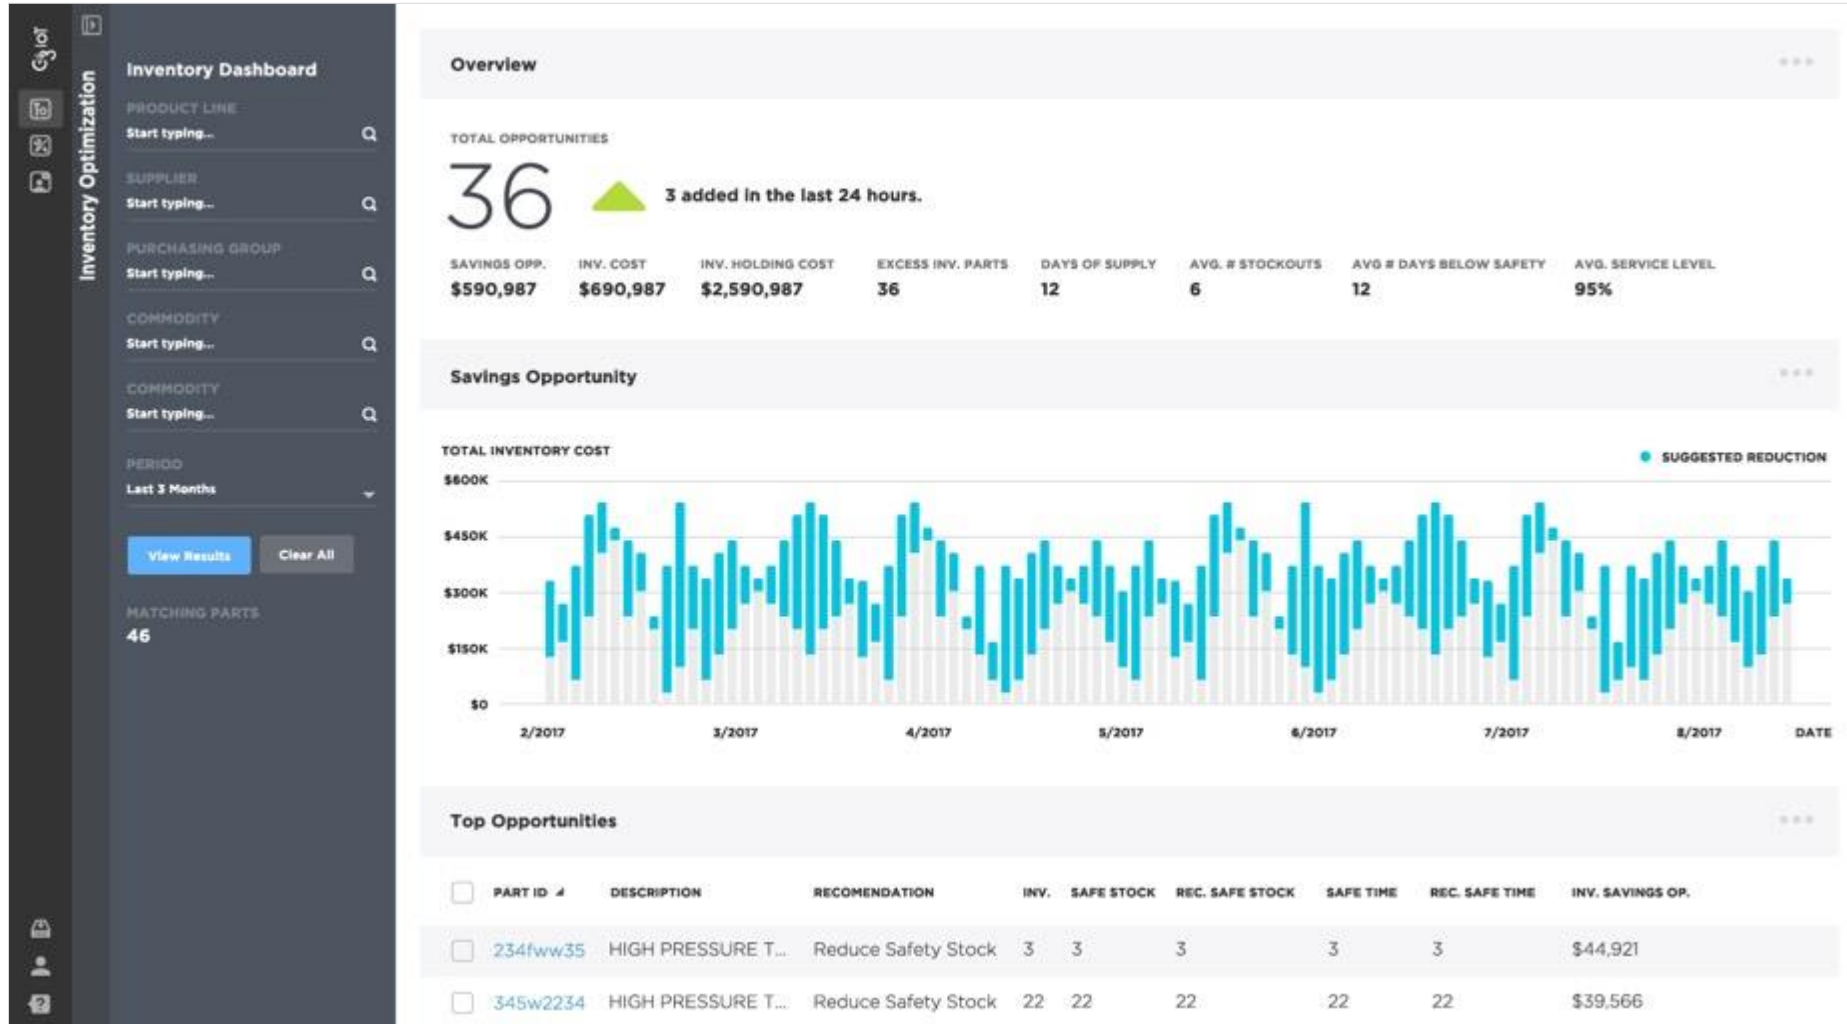 C3 IoT
Inventory Optimization
Inventory Dashboard
PRODUCT LINE
Start typing...
SUPPLIER
Start typing...
PURCHASING GROUP
Start typing...
COMMODITY
Start typing...
COMMODITY
Start typing...
PERIOD
Last 3 Months
View Results Clear All
MATCHING PARTS
46
Overview
TOTAL OPPORTUNITIES
36 3 added in the last 24 hours.
SAVINGS OPP. INV. COST INV. HOLDING COST EXCESS INV. PARTS DAYS OF SUPPLY AVG. # STOCKOUTS AVG # DAYS BELOW SAFETY AVG. SERVICE LEVEL
$590,987 $690,987 $2,590,987 36 12 6 12 95%
Savings Opportunity
TOTAL INVENTORY COST
SUGGESTED REDUCTION
$600K
$450K
$300K
$150K
$0
2/2017 3/2017 4/2017 5/2017 6/2017 7/2017 8/2017 DATE
Top Opportunities
PART ID DESCRIPTION RECOMENDATION INV. SAFE STOCK REC. SAFE STOCK SAFE TIME REC. SAFE TIME INV. SAVINGS OP.
234fww35 HIGH PRESSURE T... Reduce Safety Stock 3 3 3 3 3 $44,921
345w2234 HIGH PRESSURE T... Reduce Safety Stock 22 22 22 22 22 $39,566